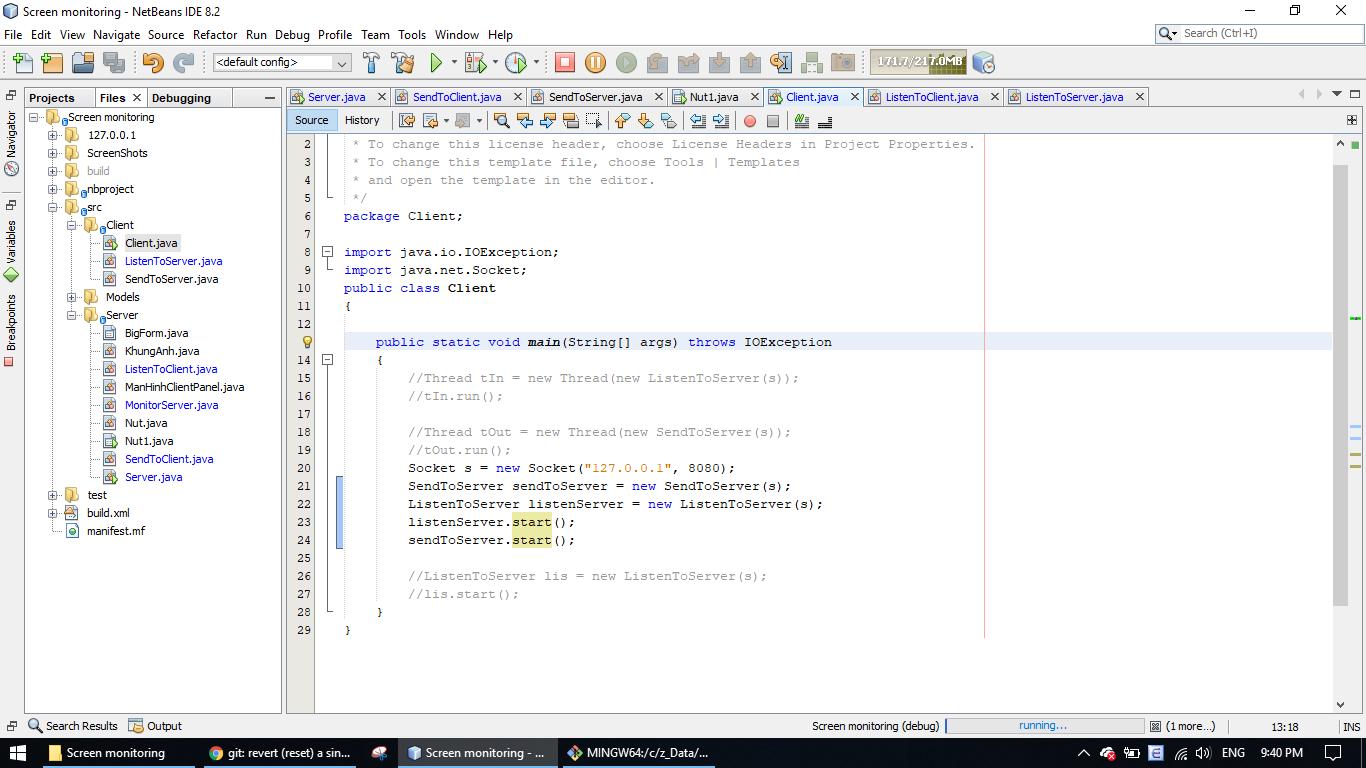 Screen monitoring - NetBeans IDE 8.2
File Edit View Navigate Source Refactor Run Debug Profile Team Tools Window Help
Search (Ctrl+I)
<default config>
171.7/217.0MB
Projects Files Debugging
Server.java SendToClient.java SendToServer.java Nut1.java Client.java ListenToClient.java ListenToServer.java
Source History
Navigator
Variables
Breakpoints
Screen monitoring
127.0.0.1
ScreenShots
build
nbproject
src
Client
Client.java
ListenToServer.java
SendToServer.java
Models
Server
BigForm.java
KhungAnh.java
ListenToClient.java
ManHinhClientPanel.java
MonitorServer.java
Nut.java
Nut1.java
SendToClient.java
Server.java
test
build.xml
manifest.mf
2 * To change this license header, choose License Headers in Project Properties.
3 * To change this template file, choose Tools | Templates
4 * and open the template in the editor.
5 */
6 package Client;
7
8 import java.io.IOException;
9 import java.net.Socket;
10 public class Client
11 {
12
public static void main(String[] args) throws IOException
14 {
15 //Thread tIn = new Thread(new ListenToServer(s));
16 //tIn.run();
17
18 //Thread tOut = new Thread(new SendToServer(s));
19 //tOut.run();
20 Socket s = new Socket("127.0.0.1", 8080);
21 SendToServer sendToServer = new SendToServer(s);
22 ListenToServer listenServer = new ListenToServer(s);
23 listenServer.start();
24 sendToServer.start();
25
26 //ListenToServer lis = new ListenToServer(s);
27 //lis.start();
28 }
29 }
Search Results Output
Screen monitoring (debug) running... (1 more...) 13:18 INS
Screen monitoring
git: revert (reset) a sin...
Screen monitoring - ...
MINGW64:/c/z_Data/...
ENG 9:40 PM